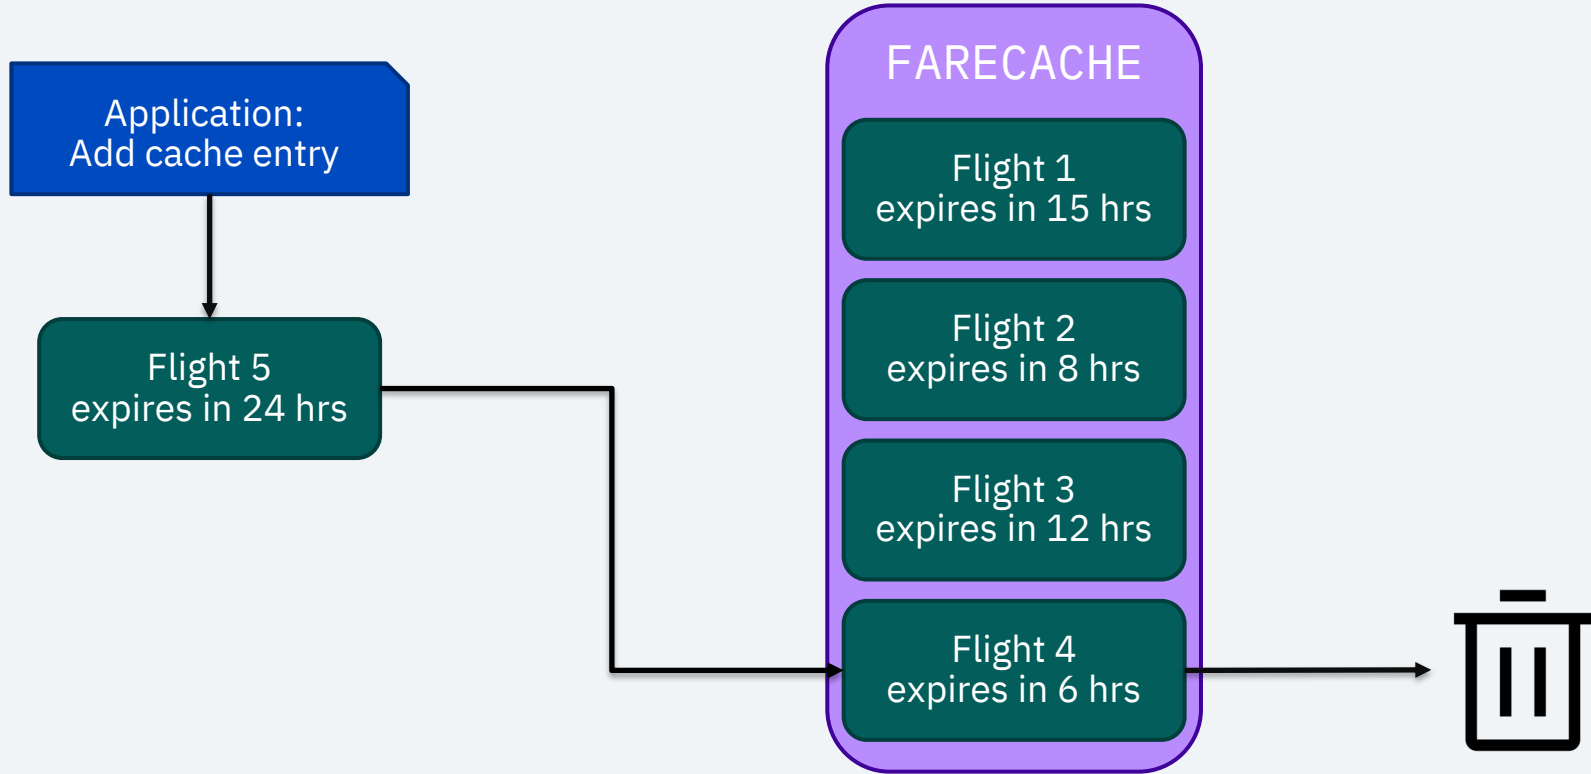 FARECACHE
Application:
Add cache entry
Flight 1
expires in 15 hrs
Flight 2
expires in 8 hrs
Flight 5
expires in 24 hrs
Flight 3
expires in 12 hrs
Flight 4
expires in 6 hrs